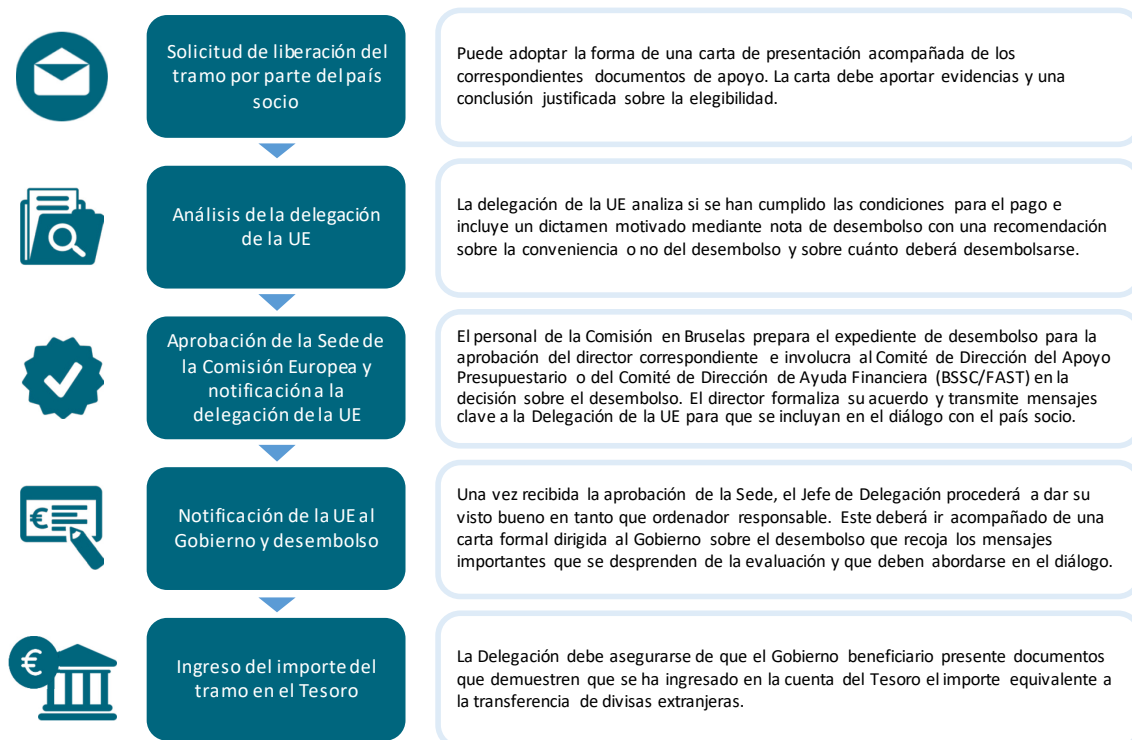 Solicitud de liberación del
tramo por parte del país
socio
Puede adoptar la forma de una carta de presentación acompañada de los
correspondientes documentos de apoyo. La carta debe aportar evidencias y una
conclusión justificada sobre la elegibilidad.
Análisis de la delegación
de la UE
La delegación de la UE analiza si se han cumplido las condiciones para el pago e
incluye un dictamen motivado mediante nota de desembolso con una recomendación
sobre la conveniencia o no del desembolso y sobre cuánto deberá desembolsarse.
Aprobación de la Sede de
la Comisión Europea y
notificación a la
delegación de la UE
El personal de la Comisión en Bruselas prepara el expediente de desembolso para la
aprobación del director correspondiente e involucra al Comité de Dirección del Apoyo
Presupuestario o del Comité de Dirección de Ayuda Financiera (BSSC/FAST) en la
decisión sobre el desembolso. El director formaliza su acuerdo y transmite mensajes
clave a la Delegación de la UE para que se incluyan en el diálogo con el país socio.
€
Notificación de la UE al
Gobierno y desembolso
Una vez recibida la aprobación de la Sede, el Jefe de Delegación procederá a dar su
visto bueno en tanto que ordenador responsable. Este deberá ir acompañado de una
carta formal dirigida al Gobierno sobre el desembolso que recoja los mensajes
importantes que se desprenden de la evaluación y que deben abordarse en el diálogo.
€
Ingreso del importe del
tramo en el Tesoro
La Delegación debe asegurarse de que el Gobierno beneficiario presente documentos
que demuestren que se ha ingresado en la cuenta del Tesoro el importe equivalente a
la transferencia de divisas extranjeras.